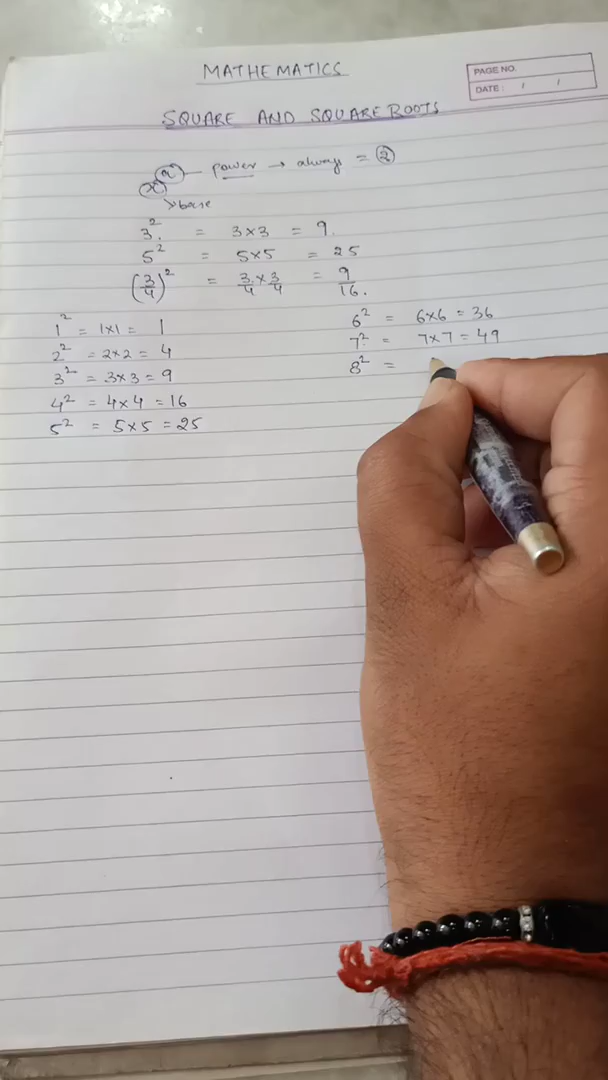 MATHEMATICS
PAGE NO.
DATE: / /
SQUARE AND SQUARE ROOTS
power → always = 2
base
3² = 3×3 = 9.
5² = 5×5 = 25
(3/4)² = 3/4 × 3/4 = 9/16.
1² = 1×1 = 1
2² = 2×2 = 4
3² = 3×3 = 9
4² = 4×4 = 16
5² = 5×5 = 25
6² = 6×6 = 36
7² = 7×7 = 49
8² =